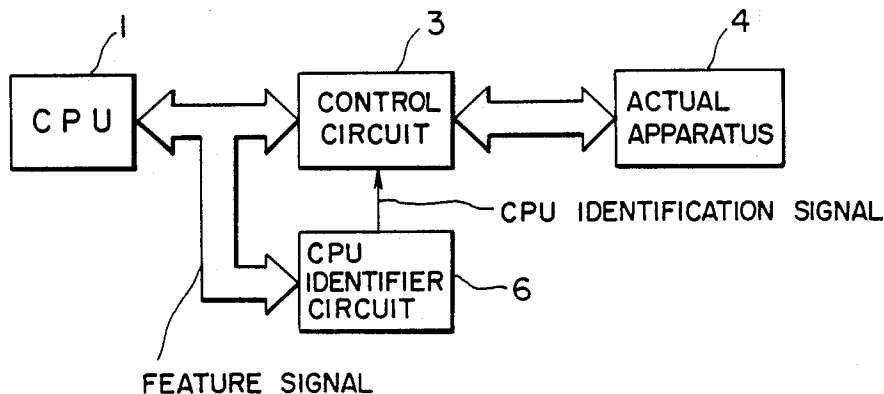 1
3
4
CPU
CONTROL
CIRCUIT
ACTUAL
APPARATUS
CPU IDENTIFICATION SIGNAL
CPU
IDENTIFIER
CIRCUIT
6
FEATURE SIGNAL